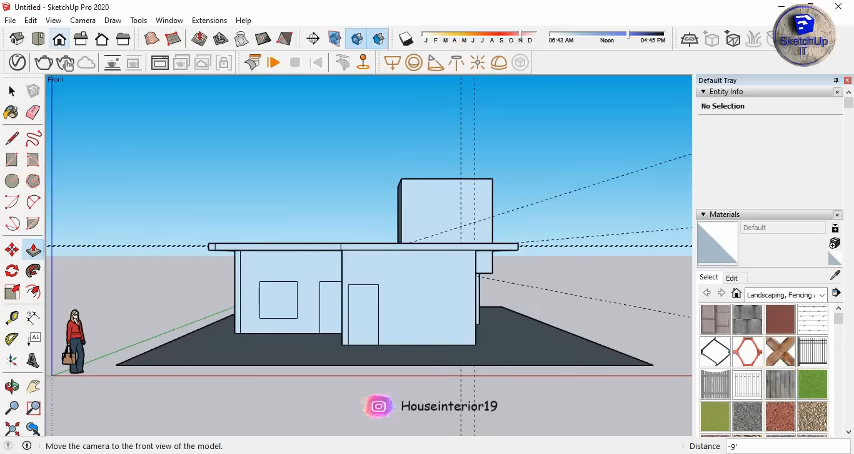 Untitled - SketchUp Pro 2020
File Edit View Camera Draw Tools Window Extensions Help
J F M A M J J A S O N D
06:43 AM Noon 04:45 PM
SketchUp
IT
Front
Default Tray
Entity Info
No Selection
Materials
Default
Select Edit
Landscaping, Fencing
A1
Houseinterior19
Move the camera to the front view of the model.
Distance -9'